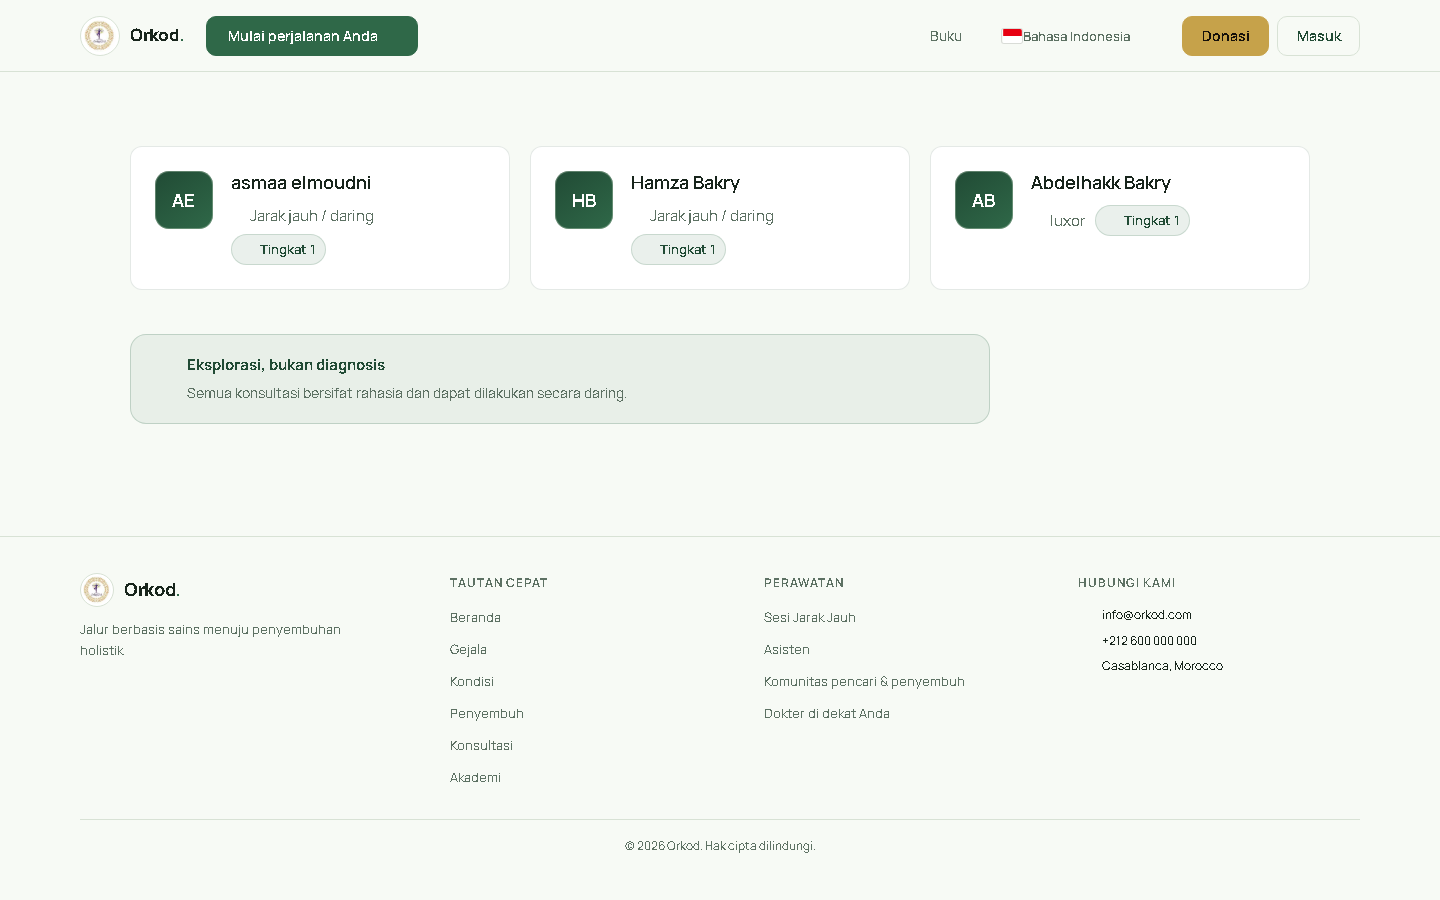 Orkod.
Mulai perjalanan Anda
Buku
Bahasa Indonesia
Donasi
Masuk
AE
asmaa elmoudni
Jarak jauh / daring
Tingkat 1
HB
Hamza Bakry
Jarak jauh / daring
Tingkat 1
AB
Abdelhakk Bakry
luxor
Tingkat 1
Eksplorasi, bukan diagnosis
Semua konsultasi bersifat rahasia dan dapat dilakukan secara daring.
Orkod.
Jalur berbasis sains menuju penyembuhan
holistik.
TAUTAN CEPAT
Beranda
Gejala
Kondisi
Penyembuh
Konsultasi
Akademi
PERAWATAN
Sesi Jarak Jauh
Asisten
Komunitas pencari & penyembuh
Dokter di dekat Anda
HUBUNGI KAMI
info@orkod.com
+212 600 000 000
Casablanca, Morocco
© 2026 Orkod. Hak cipta dilindungi.